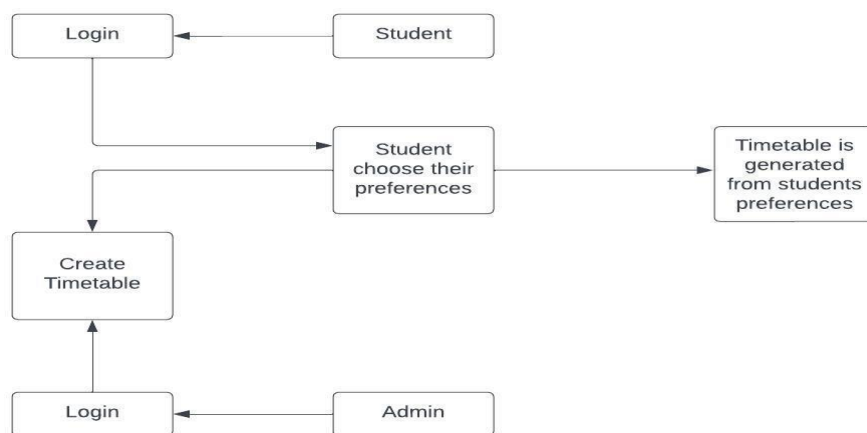 Login
Student
Student
choose their
preferences
Timetable is
generated
from students
preferences
Create
Timetable
Login
Admin